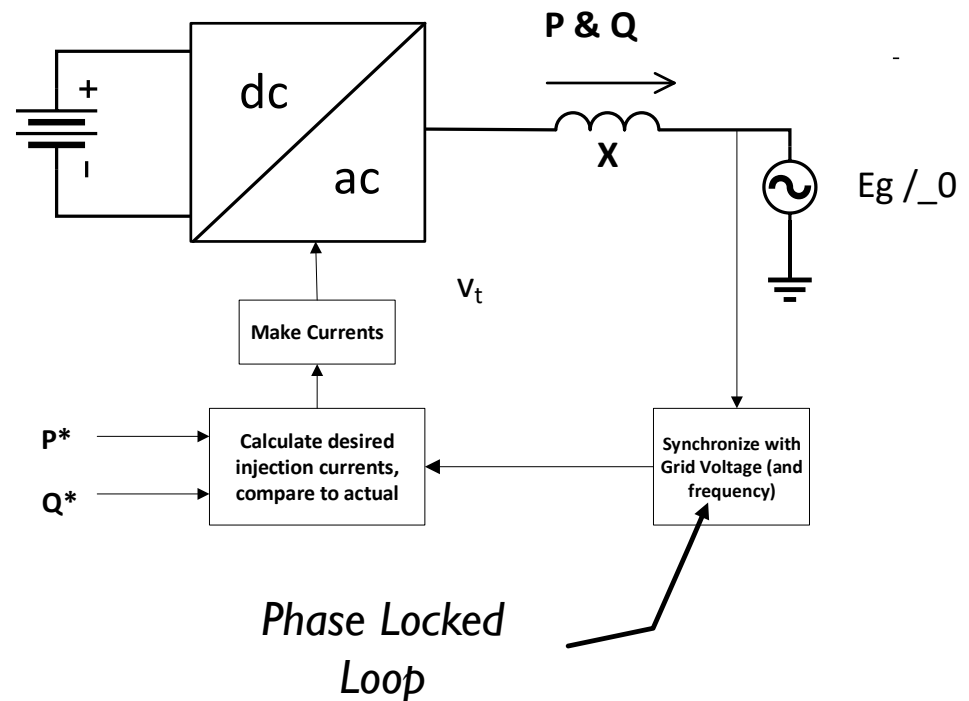 P & Q
-
dc
ac
+
-
X
Eg /_0
vt
Make Currents
P*
Q*
Calculate desired
injection currents,
compare to actual
Synchronize with
Grid Voltage (and
frequency)
Phase Locked
Loop